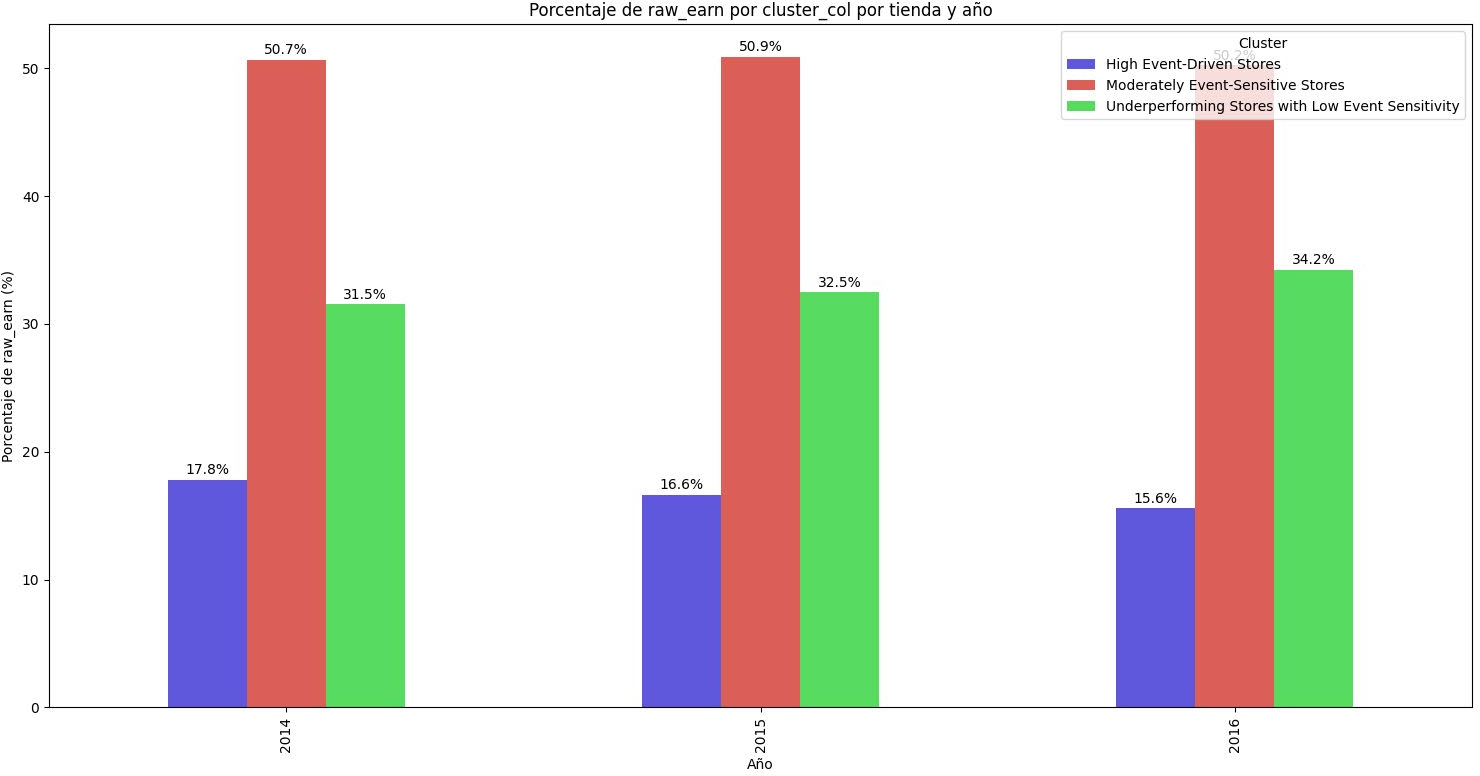 Porcentaje de raw_earn por cluster_col por tienda y año
Porcentaje de raw_earn (%)
50
40
30
20
10
0
50.7%
50.9%
50.2%
17.8%
31.5%
16.6%
32.5%
15.6%
34.2%
Cluster
High Event-Driven Stores
Moderately Event-Sensitive Stores
Underperforming Stores with Low Event Sensitivity
2014
2015
2016
Año